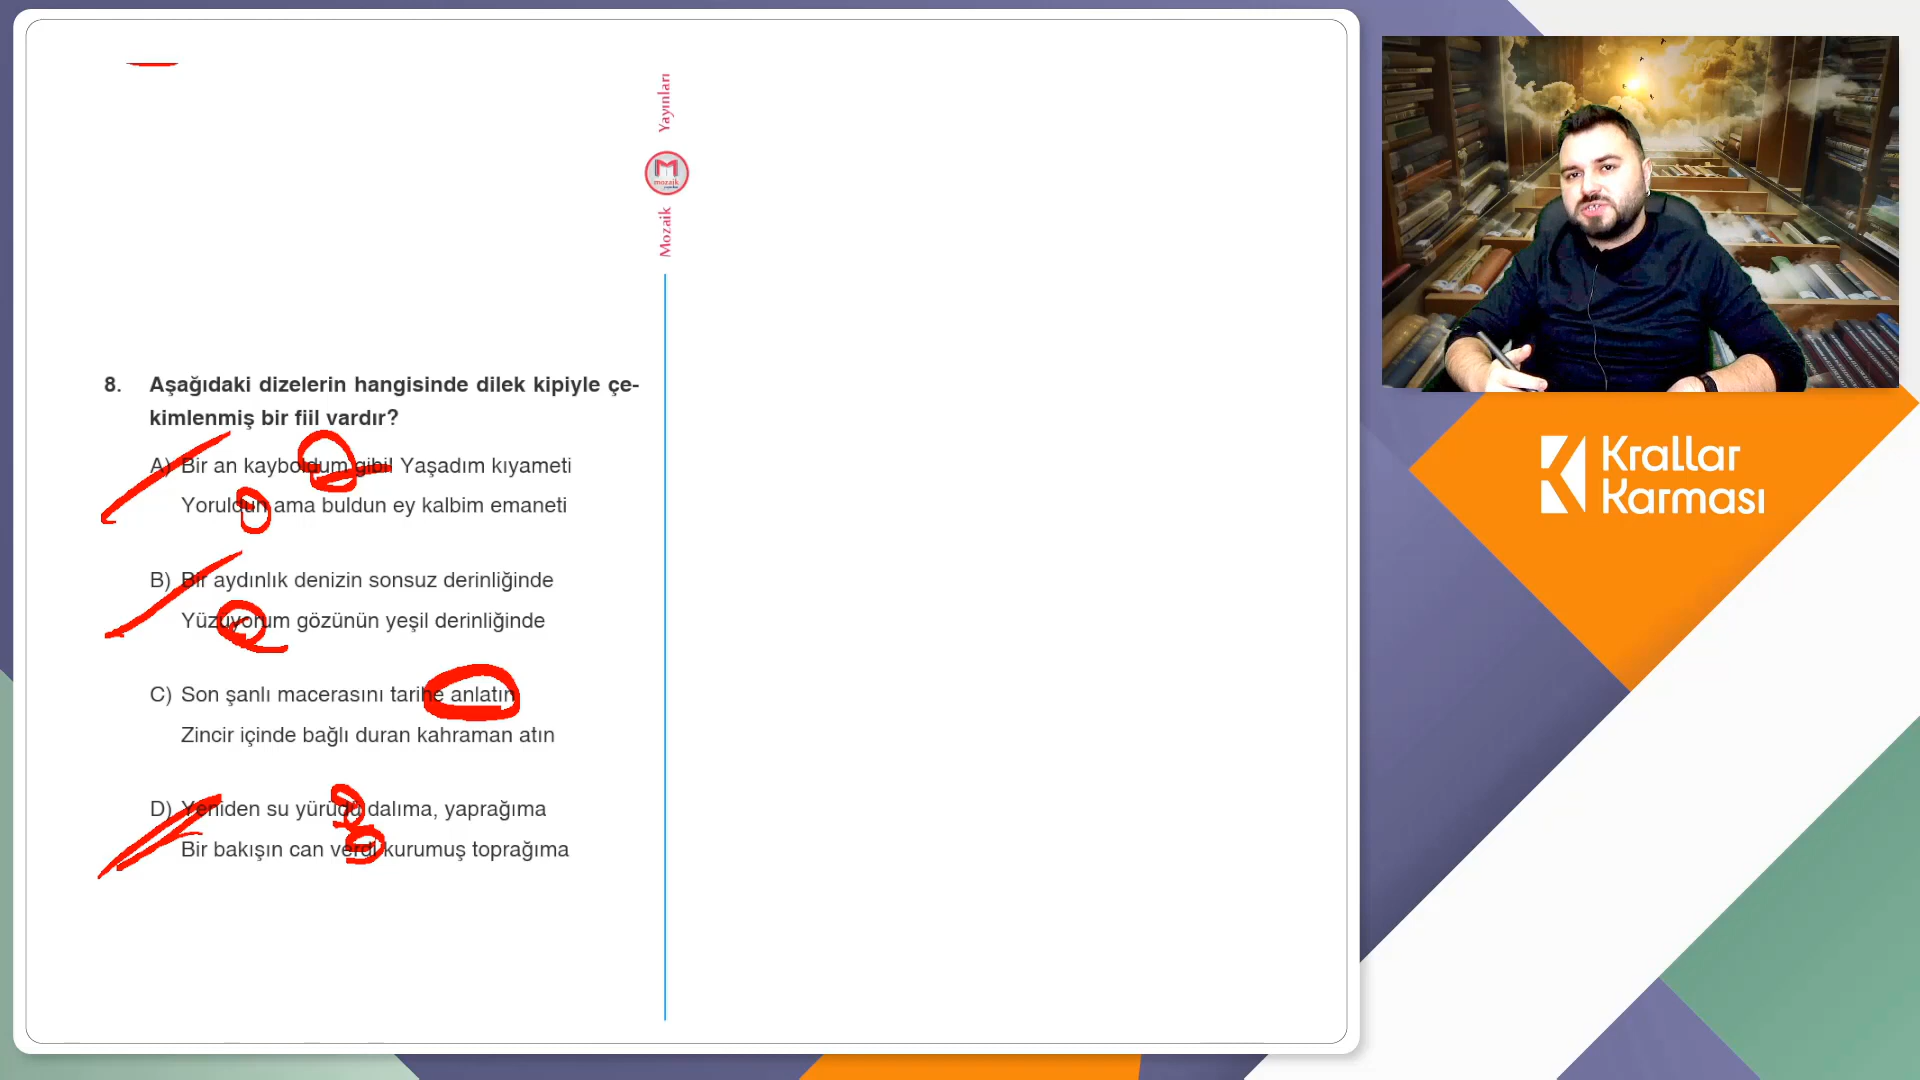 Mozaik Yayınları
M
mozaik
8. Aşağıdaki dizelerin hangisinde dilek kipiyle çe-
kimlenmiş bir fiil vardır?
A) Bir an kayboldum gibi! Yaşadım kıyameti
Yoruldun ama buldun ey kalbim emaneti
B) Bir aydınlık denizin sonsuz derinliğinde
Yüzüyorum gözünün yeşil derinliğinde
C) Son şanlı macerasını tarihe anlatın
Zincir içinde bağlı duran kahraman atın
D) Yeniden su yürüdü dalıma, yaprağıma
Bir bakışın can verdi kurumuş toprağıma
Krallar
Karması